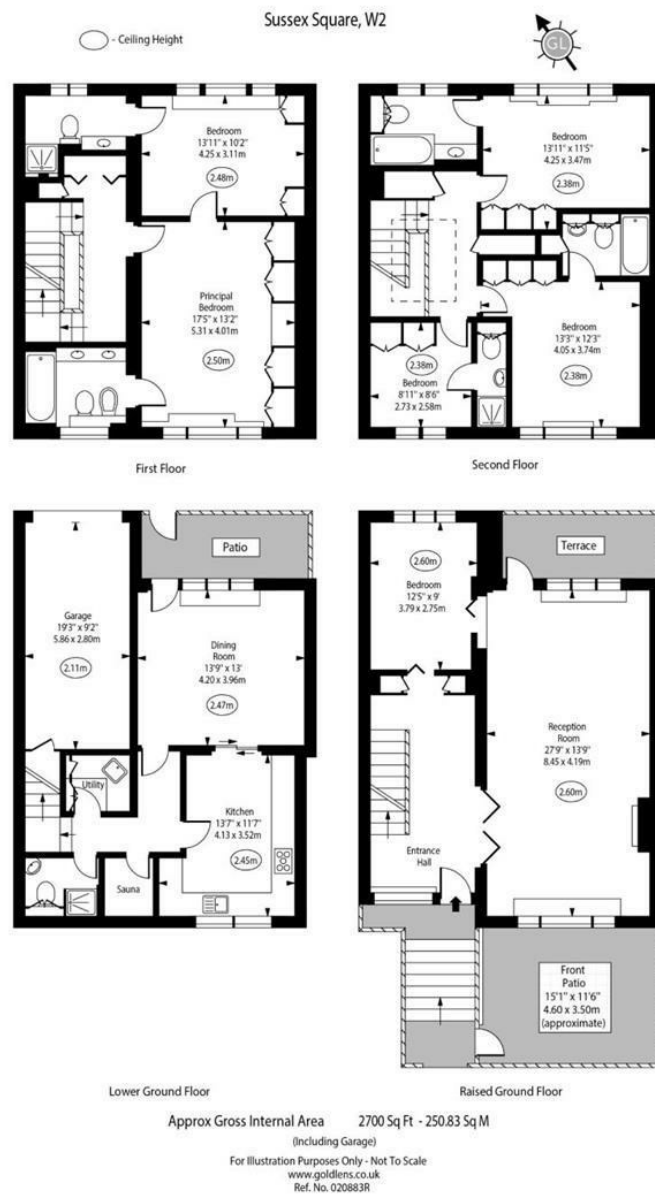 Sussex Square, W2
- Ceiling Height
GL
Bedroom
13'11" x 10'2"
4.25 x 3.11m
2.48m
Principal
Bedroom
17'5" x 13'2"
5.31 x 4.01m
2.50m
First Floor
Bedroom
13'11" x 11'5"
4.25 x 3.47m
2.38m
Bedroom
13'3" x 12'3"
4.05 x 3.74m
2.38m
2.38m
Bedroom
8'11" x 8'6"
2.73 x 2.58m
Second Floor
Patio
Garage
19'3" x 9'2"
5.86 x 2.80m
2.11m
Dining
Room
13'9" x 13'
4.20 x 3.96m
2.47m
Utility
Kitchen
13'7" x 11'7"
4.13 x 3.52m
2.45m
Sauna
Lower Ground Floor
2.60m
Bedroom
12'5" x 9'
3.79 x 2.75m
Terrace
Reception
Room
27'9" x 13'9"
8.45 x 4.19m
2.60m
Entrance
Hall
Front
Patio
15'1" x 11'6"
4.60 x 3.50m
(approximate)
Raised Ground Floor
Approx Gross Internal Area 2700 Sq Ft - 250.83 Sq M
(Including Garage)
For Illustration Purposes Only - Not To Scale
www.goldlens.co.uk
Ref. No. 020883R